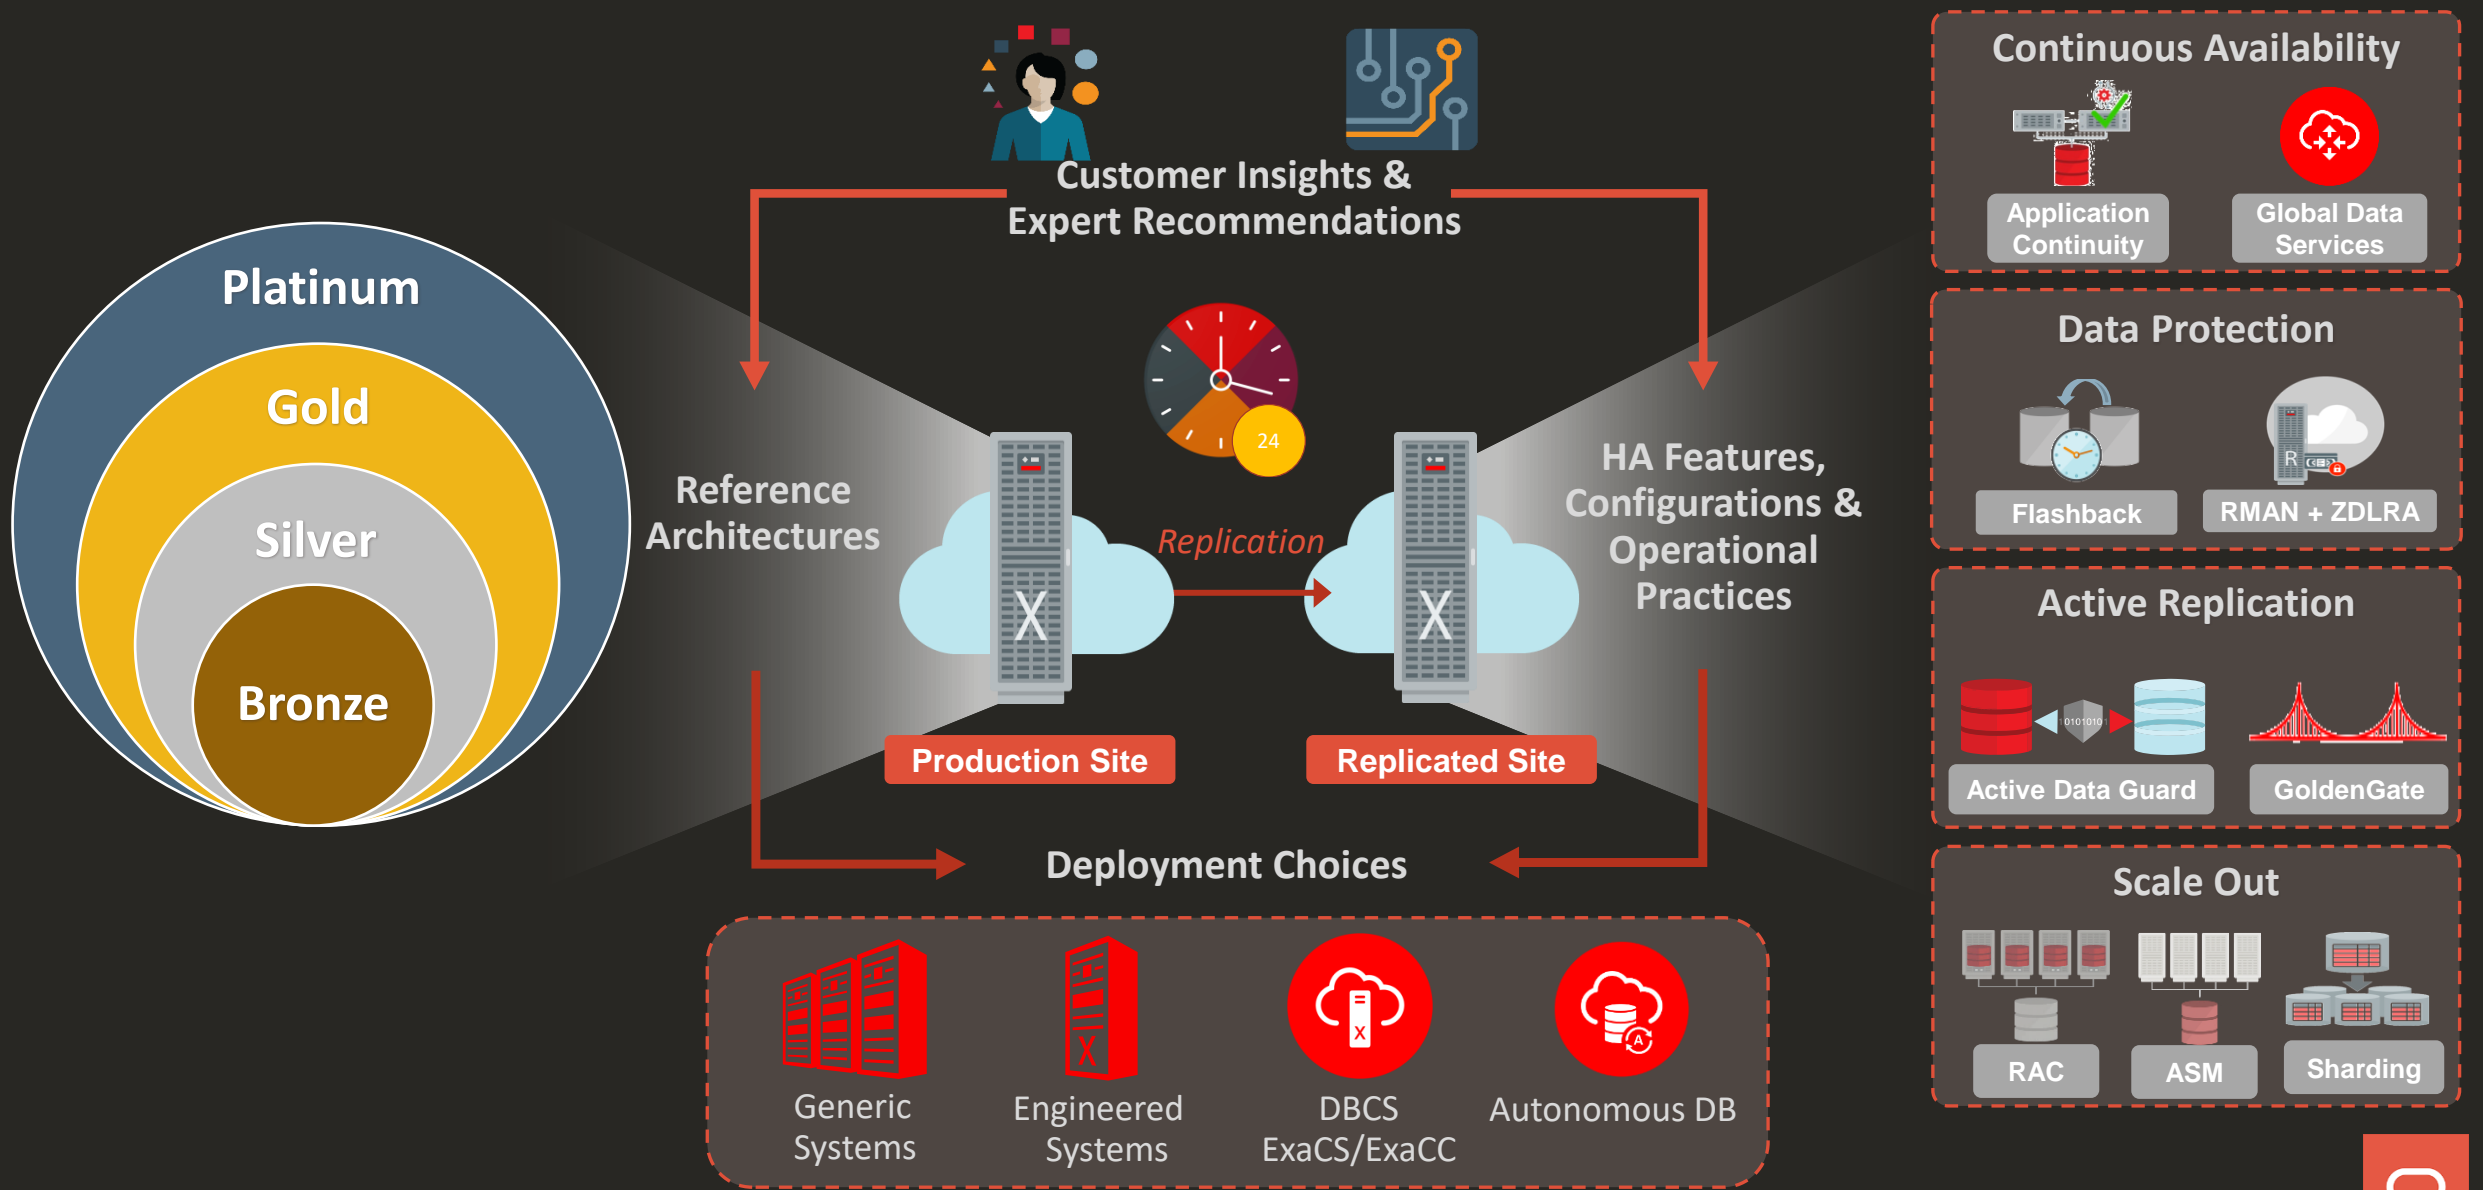 Customer Insights &
Expert Recommendations
Platinum
Gold
Silver
Bronze
Reference
Architectures
24
Replication
X
X
Production Site
Replicated Site
HA Features,
Configurations &
Operational
Practices
Deployment Choices
X
Generic
Systems
Engineered
Systems
X
DBCS
ExaCS/ExaCC
A
Autonomous DB
Continuous Availability
Application
Continuity
Global Data
Services
Data Protection
Flashback
R
RMAN + ZDLRA
Active Replication
10101010
Active Data Guard
GoldenGate
Scale Out
RAC
ASM
Sharding